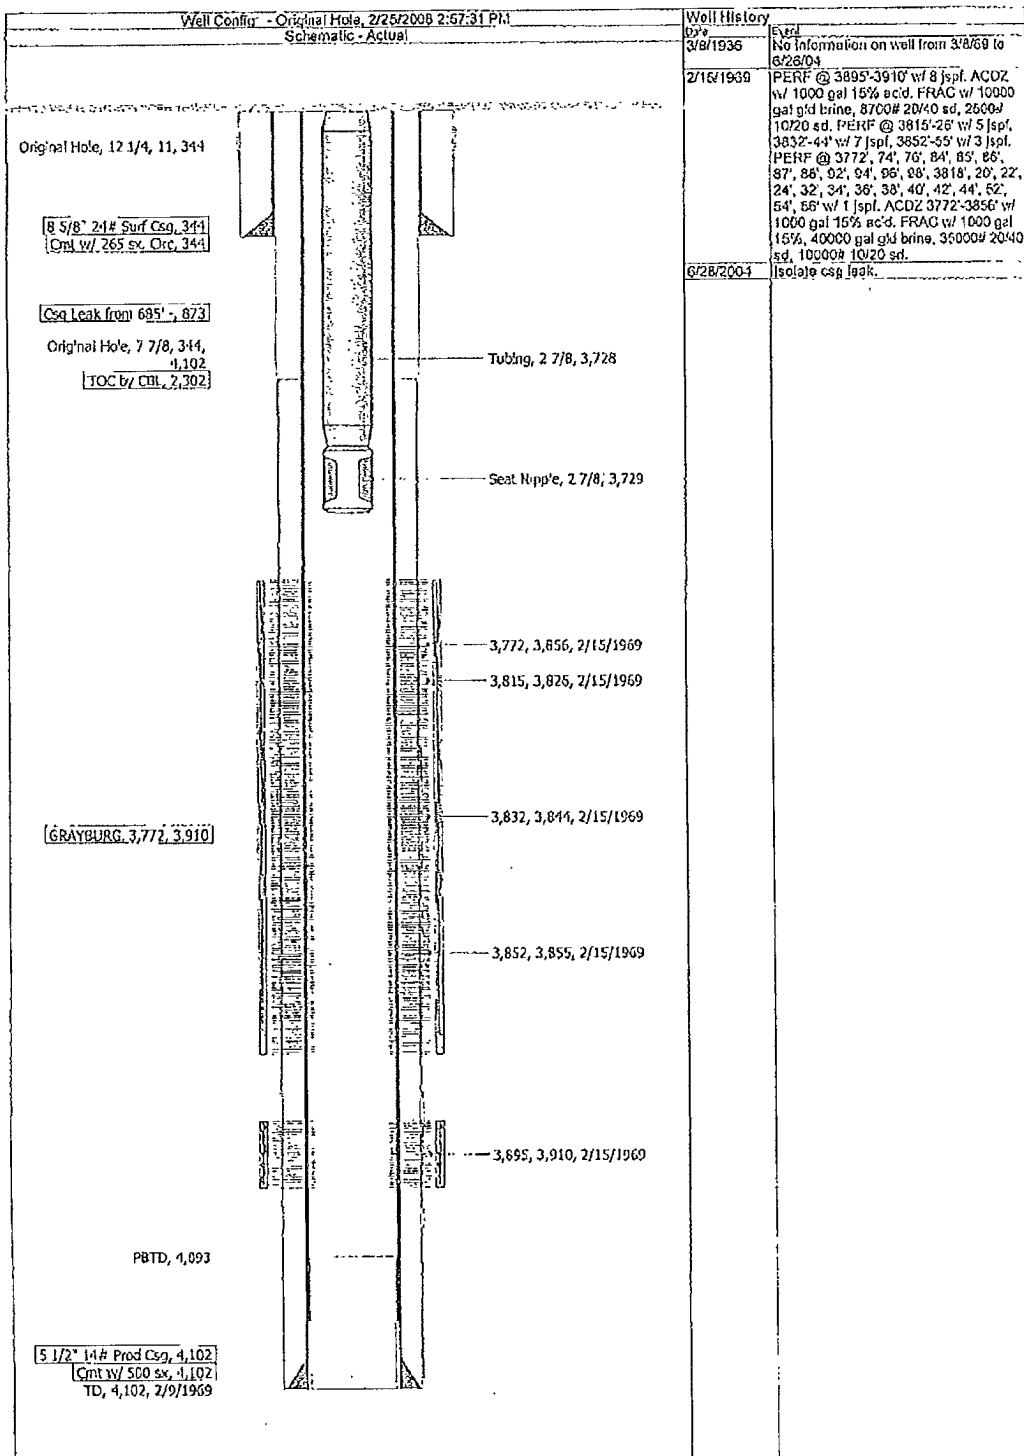 Well Config - Original Hole, 2/25/2008 2:57:31 PM
Schematic - Actual
Original Hole, 12 1/4, 11, 344
8 5/8" 24# Surf Csg, 344
Cmt w/ 265 sx, Circ, 344
Csg Leak from 685' -, 873
Original Hole, 7 7/8, 344,
4,102
TOC by CBL, 2,302
Tubing, 2 7/8, 3,728
Seat Nipple, 2 7/8, 3,729
3,772, 3,856, 2/15/1969
3,815, 3,826, 2/15/1969
3,832, 3,844, 2/15/1969
GRAYBURG, 3,772, 3,910
3,852, 3,855, 2/15/1969
3,895, 3,910, 2/15/1969
PBTD, 4,093
5 1/2" 14# Prod Csg, 4,102
Cmt w/ 500 sx, 4,102
TD, 4,102, 2/9/1969
Well History
Date Event
3/8/1936 No information on well from 3/8/69 to
6/26/04
2/15/1969 PERF @ 3895'-3910' w/ 8 jspf. ACDZ
w/ 1000 gal 15% acid. FRAC w/ 10000
gal gld brine, 8700# 20/40 sd, 2500#
10/20 sd. PERF @ 3815'-26' w/ 5 jspf,
3832'-44' w/ 7 jspf, 3852'-55' w/ 3 jspf.
PERF @ 3772', 74', 76', 84', 85', 86',
87', 88', 92', 94', 96', 98', 3818', 20', 22',
24', 32', 34', 36', 38', 40', 42', 44', 52',
54', 56' w/ 1 jspf. ACDZ 3772'-3856' w/
1000 gal 15% acid. FRAC w/ 1000 gal
15%, 40000 gal gld brine, 35000# 20/40
sd, 10000# 10/20 sd.
6/28/2004 Isolate csg leak.